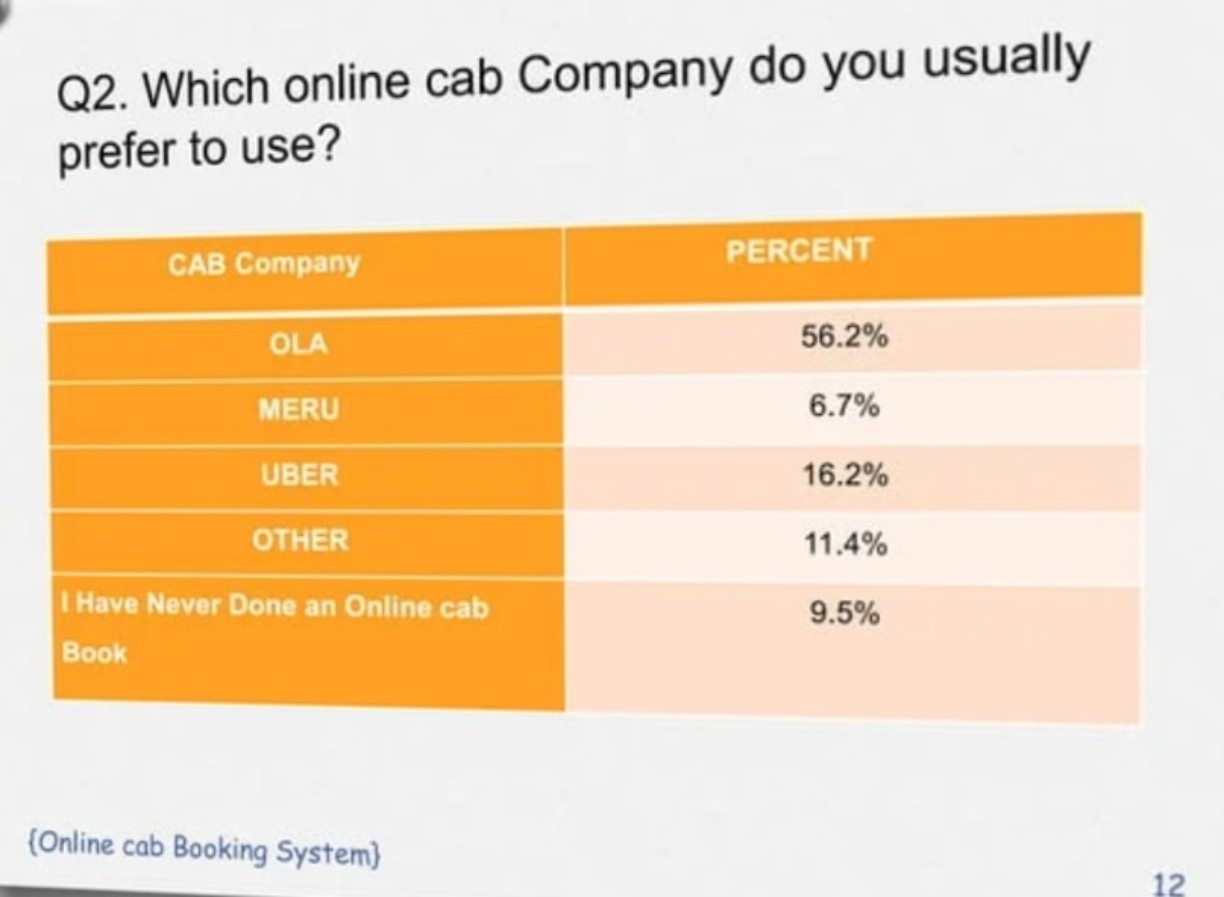 Q2. Which online cab Company do you usually
prefer to use?
CAB Company PERCENT
OLA 56.2%
MERU 6.7%
UBER 16.2%
OTHER 11.4%
I Have Never Done an Online cab 9.5%
Book
{Online cab Booking System}
12